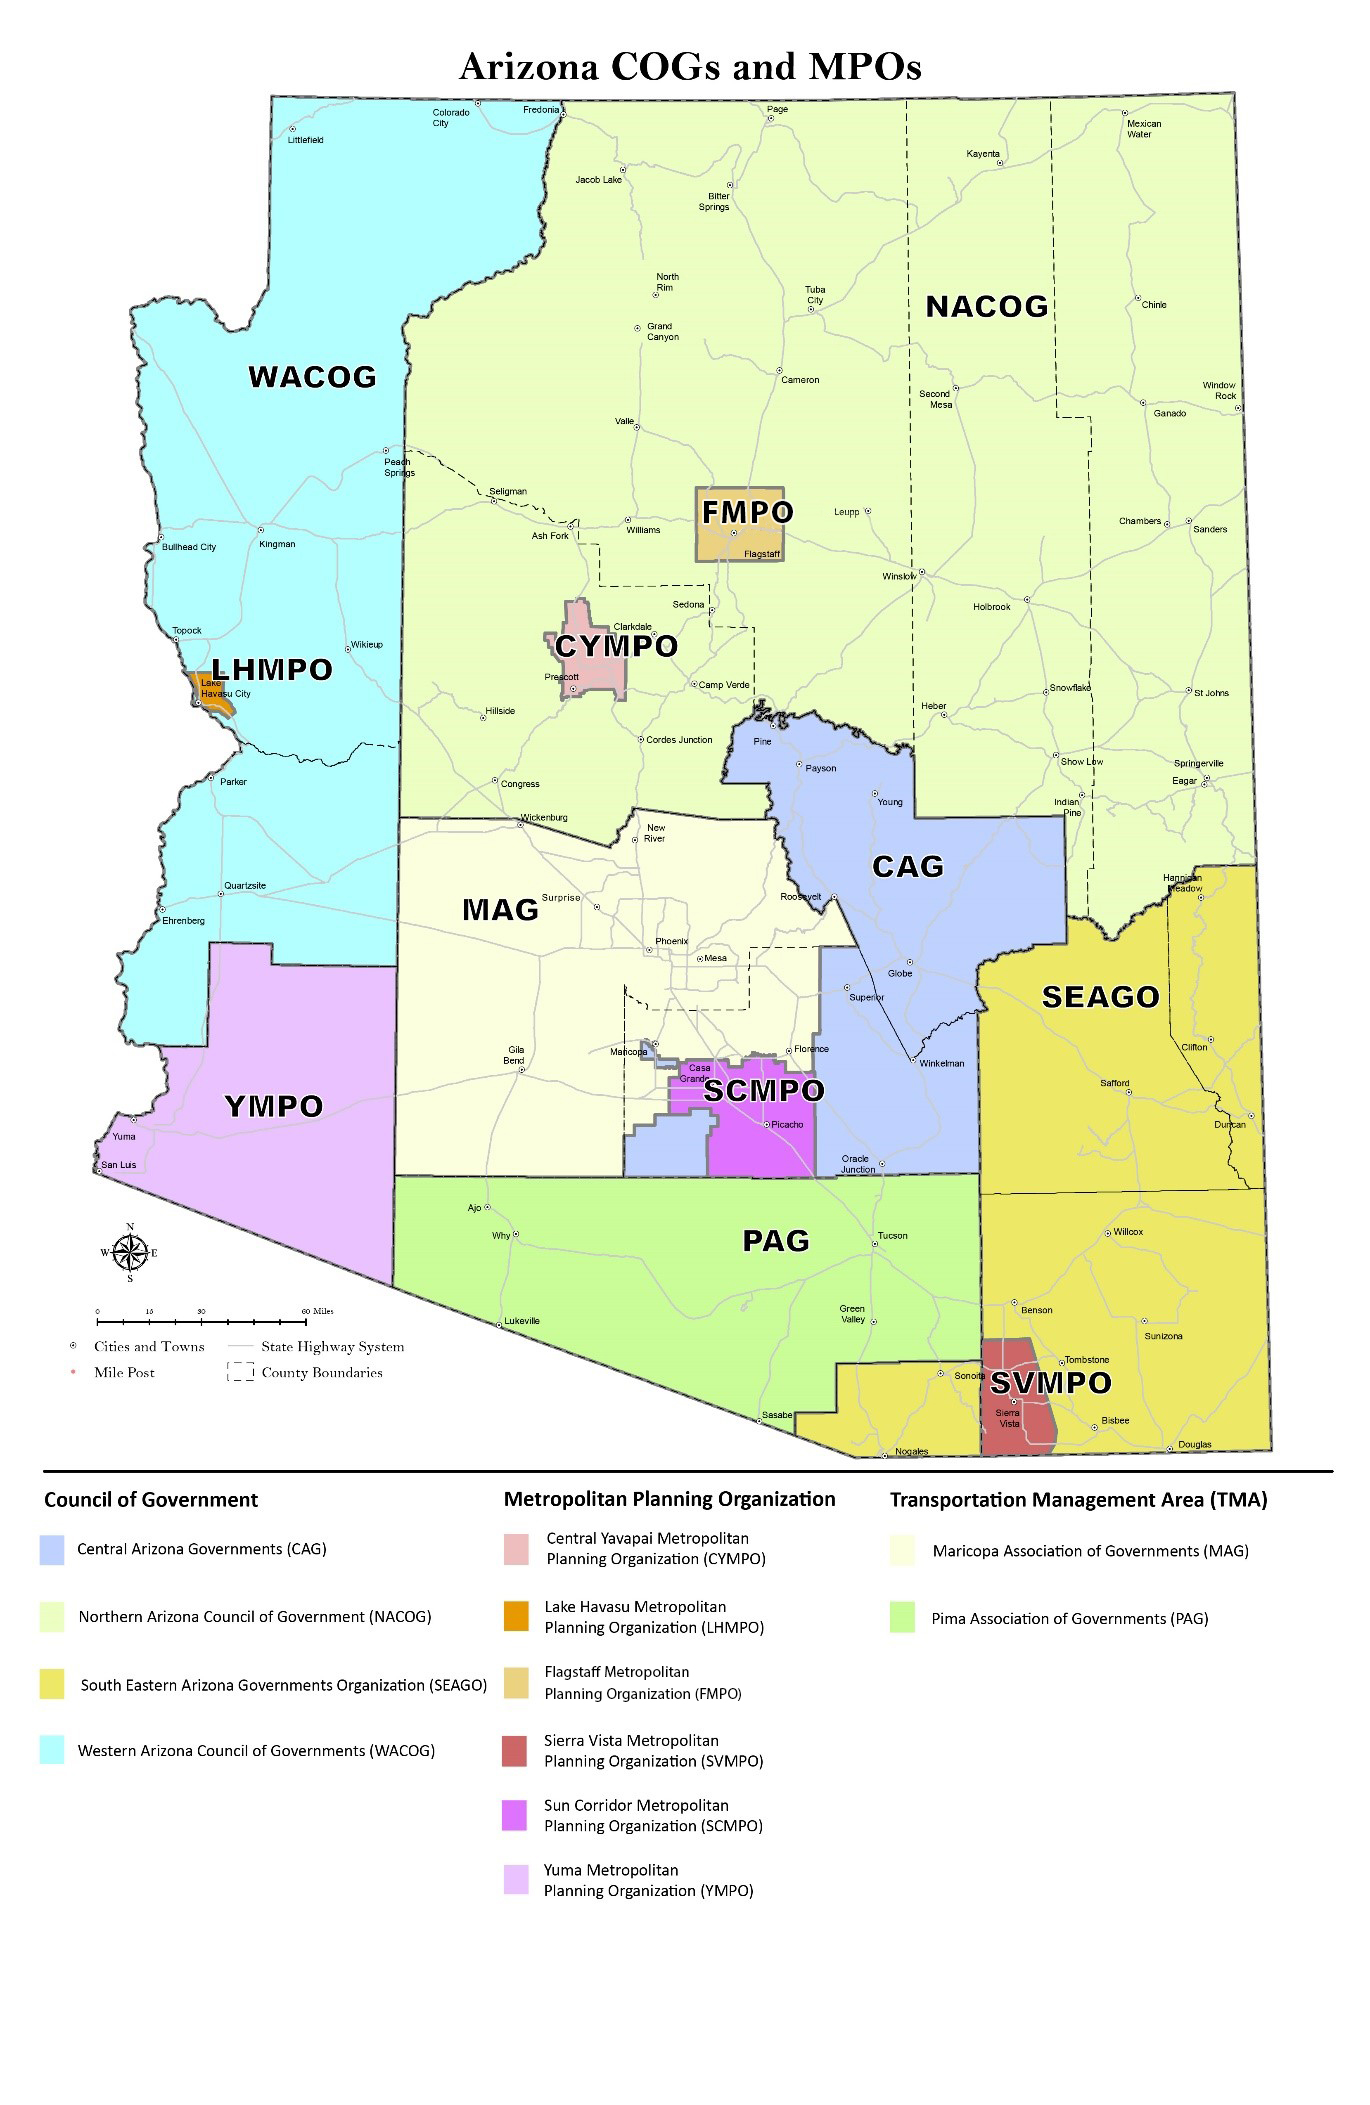 Arizona COGs and MPOs
Colorado
City
Fredonia
Page
Mexican
Water
Littlefield
Kayenta
Jacob Lake
Bitter
Springs
North
Rim
Tuba
City
NACOG
Chinle
Grand
Canyon
WACOG
Cameron
Second
Mesa
Window
Rock
Ganado
Valle
Peach
Springs
Seligman
FMPO
Leupp
Chambers
Sanders
Ash Fork
Williams
Flagstaff
Bullhead City
Kingman
Winslow
Holbrook
Sedona
Clarkdale
Topock
Wikieup
CYMPO
LHMPO
Lake
Havasu City
Prescott
Camp Verde
Snowflake
St Johns
Hillside
Heber
Cordes Junction
Pine
Payson
Show Low
Springerville
Eagar
Parker
Congress
Young
Indian
Pine
Wickenburg
New
River
CAG
Quartzsite
Hannigan
Meadow
Surprise
Roosevelt
MAG
Ehrenberg
Phoenix
Mesa
Globe
Superior
SEAGO
Gila
Bend
Maricopa
Florence
Clifton
Winkelman
Casa
Grande
SCMPO
Safford
YMPO
Picacho
Duncan
Yuma
San Luis
Oracle
Junction
Ajo
Why
PAG
Tucson
Willcox
N
W
E
S
Green
Valley
Benson
0
15
30
60 Miles
Lukeville
Sunizona
Cities and Towns
State Highway System
Mile Post
County Boundaries
Tombstone
Sonoita
SVMPO
Sierra
Vista
Sasabe
Bisbee
Nogales
Douglas
Council of Government
Central Arizona Governments (CAG)
Northern Arizona Council of Government (NACOG)
South Eastern Arizona Governments Organization (SEAGO)
Western Arizona Council of Governments (WACOG)
Metropolitan Planning Organization
Central Yavapai Metropolitan
Planning Organization (CYMPO)
Lake Havasu Metropolitan
Planning Organization (LHMPO)
Flagstaff Metropolitan
Planning Organization (FMPO)
Sierra Vista Metropolitan
Planning Organization (SVMPO)
Sun Corridor Metropolitan
Planning Organization (SCMPO)
Yuma Metropolitan
Planning Organization (YMPO)
Transportation Management Area (TMA)
Maricopa Association of Governments (MAG)
Pima Association of Governments (PAG)